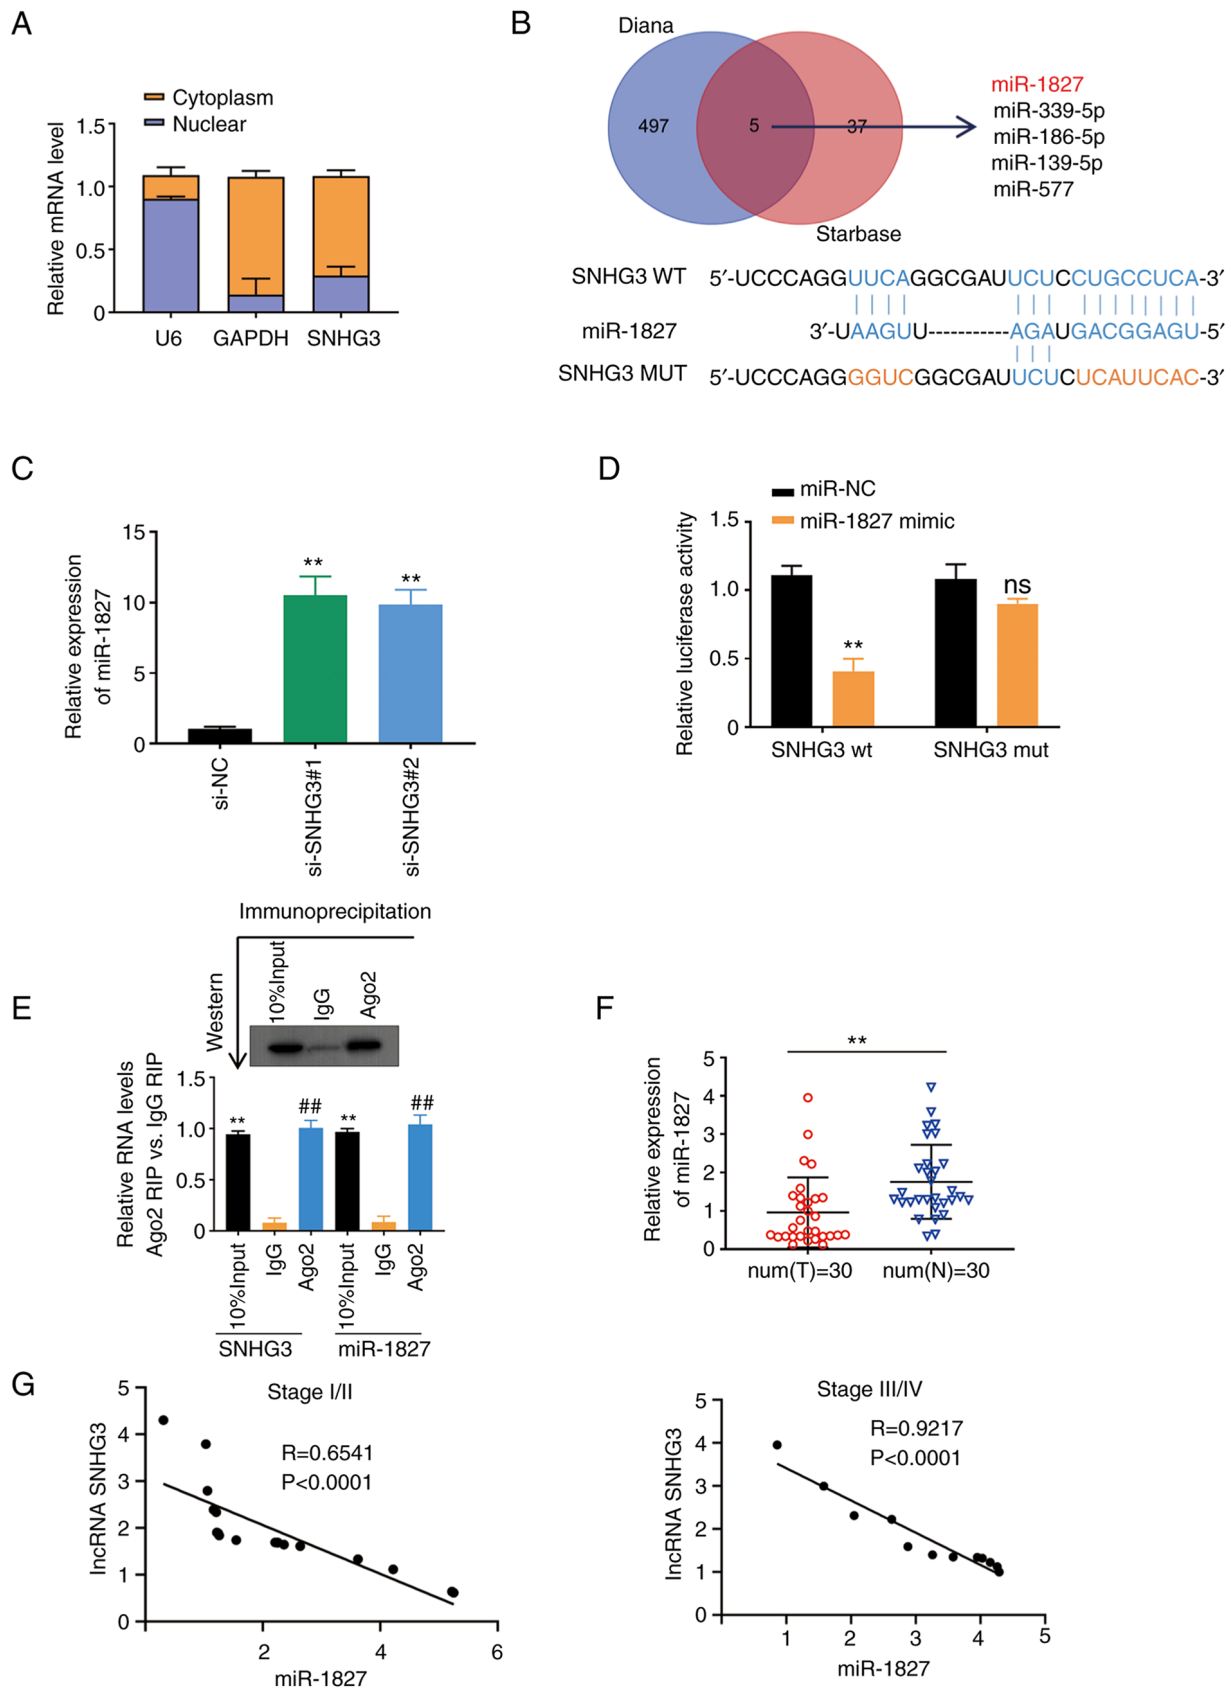 A
Cytoplasm
Nuclear
Relative mRNA level
1.5
1.0
0.5
0
U6 GAPDH SNHG3
B
Diana
497 5 37
Starbase
miR-1827
miR-339-5p
miR-186-5p
miR-139-5p
miR-577
SNHG3 WT 5′-UCCCAGGUUCAGGCGAUUCUCCUGCCUCA-3′
miR-1827 3′-UAAGUU-----------AGAUGACGGAGU-5′
SNHG3 MUT 5′-UCCCAGGGGUCGGCGAUUCUCUCAUUCAC-3′
C
Relative expression
of miR-1827
15
10
5
0
** **
si-NC
si-SNHG3#1
si-SNHG3#2
D
miR-NC
miR-1827 mimic
Relative luciferase activity
1.5
1.0
0.5
0
** ns
SNHG3 wt SNHG3 mut
E
Immunoprecipitation
Western
10%Input
IgG
Ago2
Relative RNA levels
Ago2 RIP vs. IgG RIP
1.5
1.0
0.5
0
** ## ** ##
10%Input
IgG
Ago2
10%Input
IgG
Ago2
SNHG3 miR-1827
F
Relative expression
of miR-1827
5
4
3
2
1
0
**
num(T)=30 num(N)=30
G
Stage I/II
R=0.6541
P<0.0001
lncRNA SNHG3
5
4
3
2
1
0
2 4 6
miR-1827
Stage III/IV
R=0.9217
P<0.0001
lncRNA SNHG3
5
4
3
2
1
0
1 2 3 4 5
miR-1827